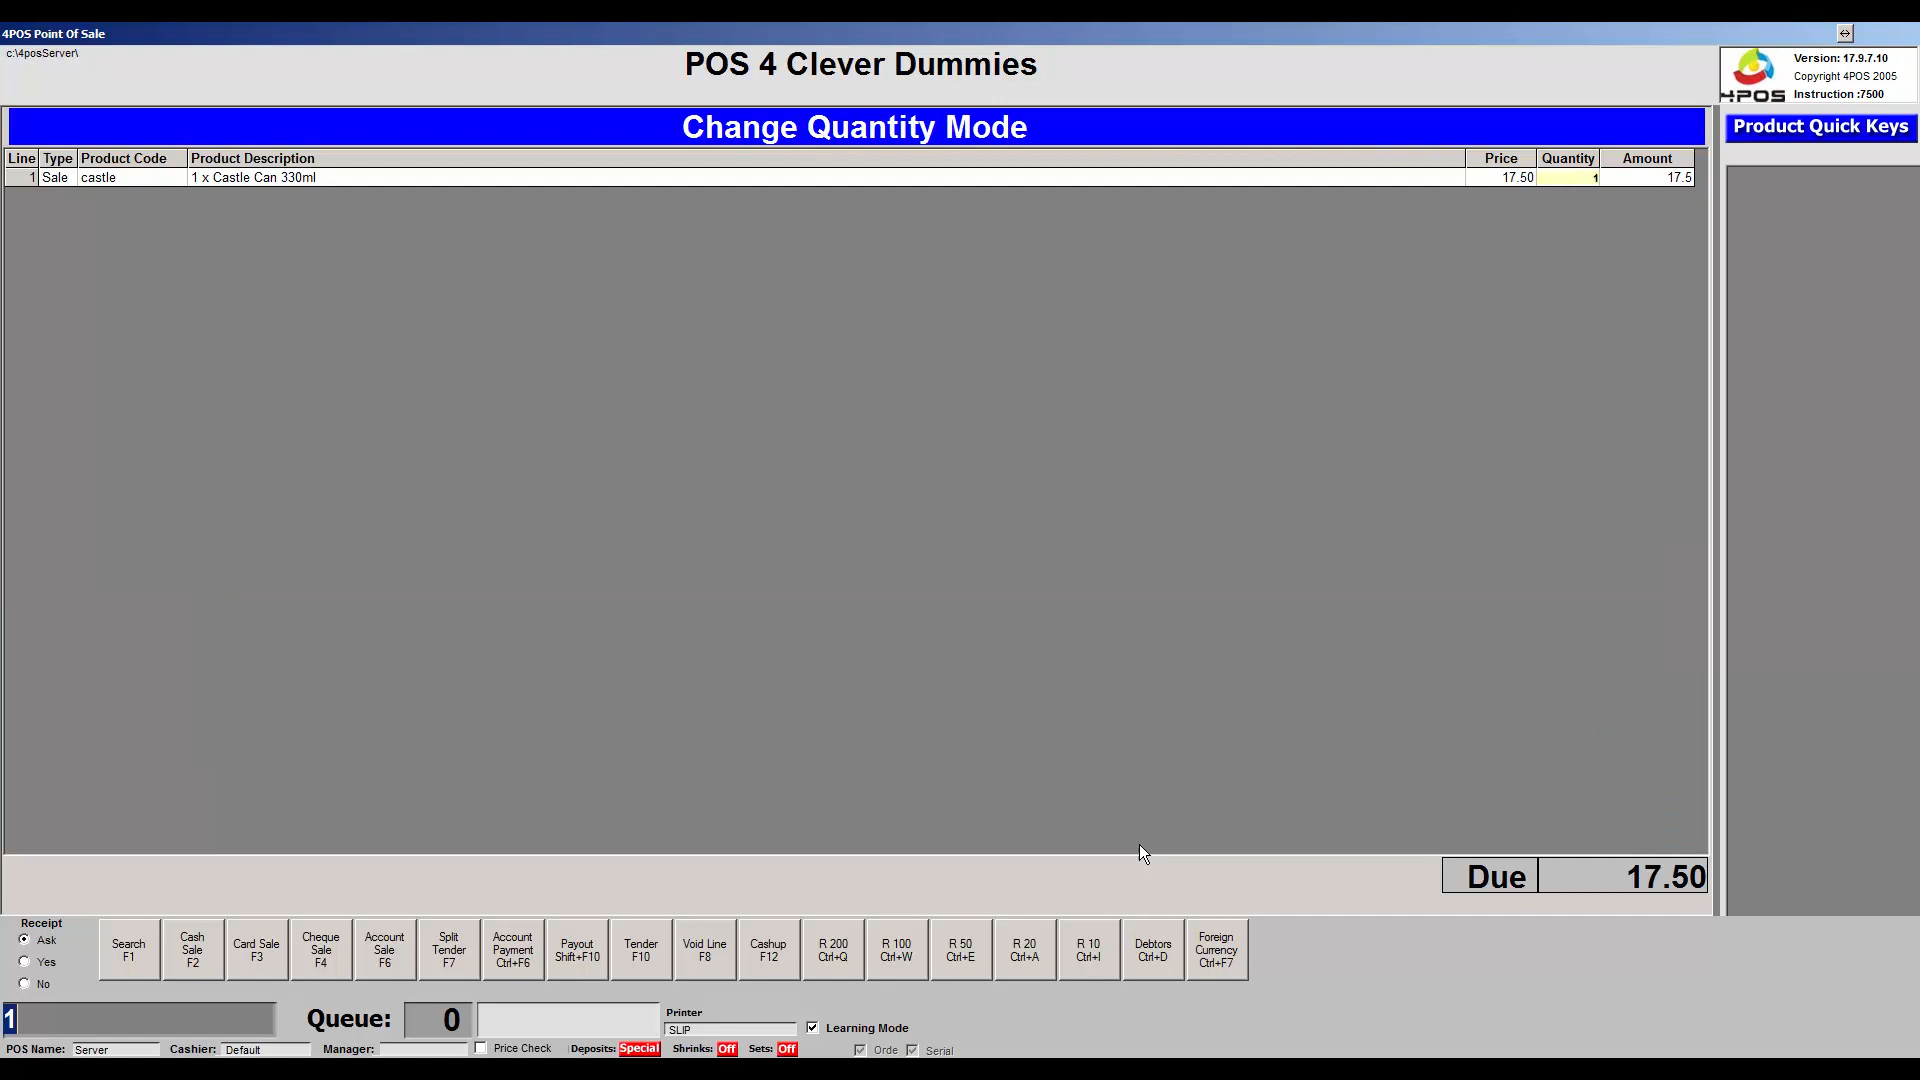 4POS Point Of Sale
c:\4posServer\
POS 4 Clever Dummies
4POS
Version: 17.9.7.10
Copyright 4POS 2005
Instruction :7500
Change Quantity Mode
Product Quick Keys
Line Type Product Code Product Description Price Quantity Amount
1 Sale castle 1 x Castle Can 330ml 17.50 1 17.5
Due 17.50
Receipt
Ask
Yes
No
Search
F1
Cash
Sale
F2
Card Sale
F3
Cheque
Sale
F4
Account
Sale
F6
Split
Tender
F7
Account
Payment
Ctrl+F6
Payout
Shift+F10
Tender
F10
Void Line
F8
Cashup
F12
R 200
Ctrl+Q
R 100
Ctrl+W
R 50
Ctrl+E
R 20
Ctrl+A
R 10
Ctrl+I
Debtors
Ctrl+D
Foreign
Currency
Ctrl+F7
1
Queue: 0
Printer
SLIP
Learning Mode
POS Name: Server Cashier: Default Manager: Price Check Deposits: Special Shrinks: Off Sets: Off Orde Serial